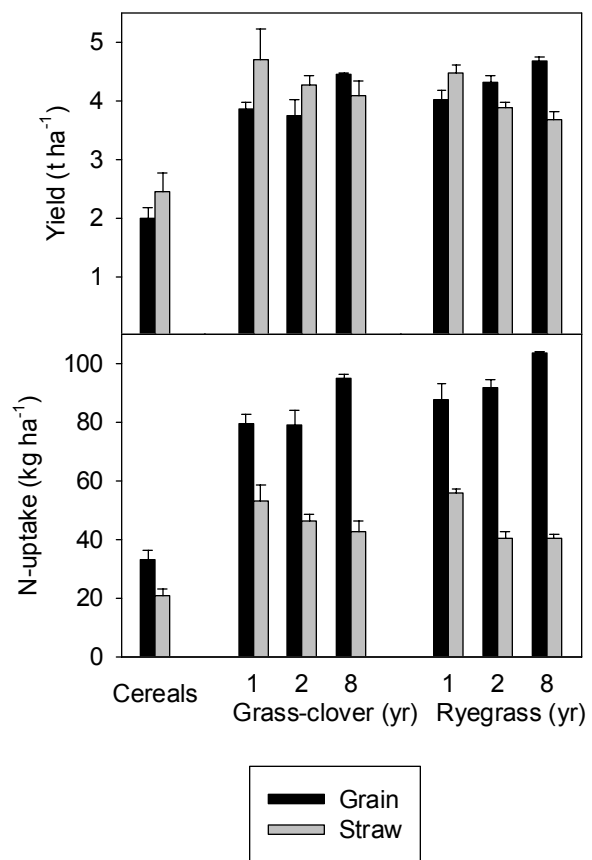 Yield (t ha⁻¹)
5
4
3
2
1
N-uptake (kg ha⁻¹)
100
80
60
40
20
0
Cereals
1 2 8
Grass-clover (yr)
1 2 8
Ryegrass (yr)
Grain
Straw